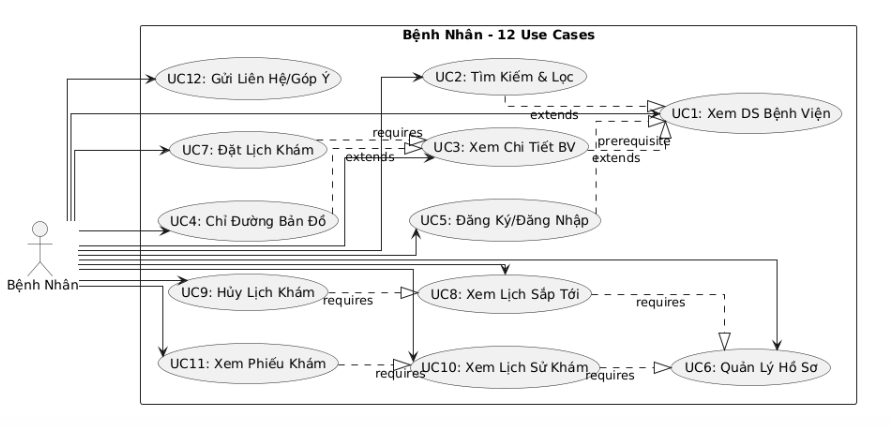 Bệnh Nhân - 12 Use Cases
UC12: Gửi Liên Hệ/Góp Ý
UC2: Tìm Kiếm & Lọc
extends
UC1: Xem DS Bệnh Viện
requires
UC7: Đặt Lịch Khám
extends
UC3: Xem Chi Tiết BV
prerequisite
extends
UC4: Chỉ Đường Bản Đồ
UC5: Đăng Ký/Đăng Nhập
Bệnh Nhân
UC9: Hủy Lịch Khám
requires
UC8: Xem Lịch Sắp Tới
requires
UC11: Xem Phiếu Khám
requires
UC10: Xem Lịch Sử Khám
requires
UC6: Quản Lý Hồ Sơ